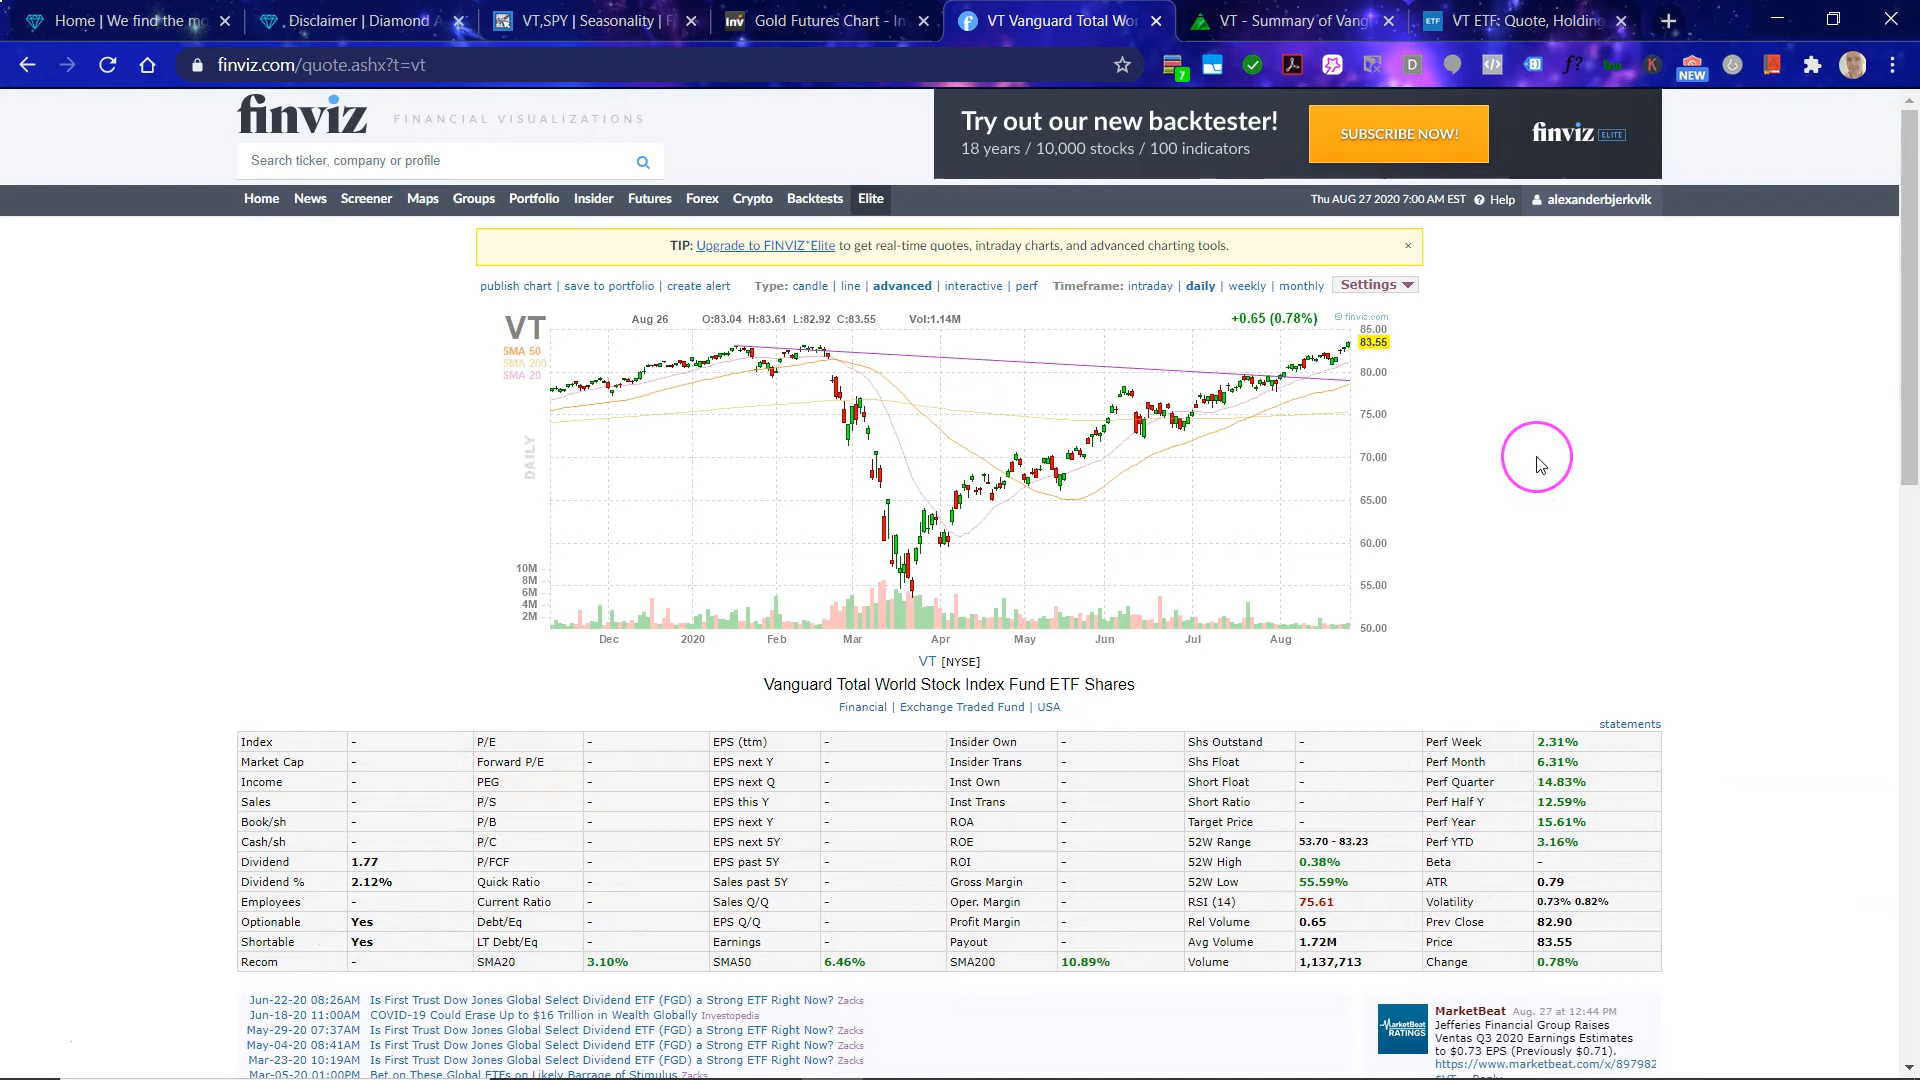 Home | We find the mo
Disclaimer | Diamond A
VT,SPY | Seasonality | F
Gold Futures Chart - In
VT Vanguard Total Wor
VT - Summary of Vang
VT ETF: Quote, Holding
finviz.com/quote.ashx?t=vt
finviz
FINANCIAL VISUALIZATIONS
Search ticker, company or profile
Try out our new backtester!
18 years / 10,000 stocks / 100 indicators
SUBSCRIBE NOW!
finviz ELITE
Home News Screener Maps Groups Portfolio Insider Futures Forex Crypto Backtests Elite
Thu AUG 27 2020 7:00 AM EST Help alexanderbjerkvik
TIP: Upgrade to FINVIZ*Elite to get real-time quotes, intraday charts, and advanced charting tools. ×
publish chart | save to portfolio | create alert Type: candle | line | advanced | interactive | perf Timeframe: intraday | daily | weekly | monthly Settings
VT Aug 26 O:83.04 H:83.61 L:82.92 C:83.55 Vol:1.14M +0.65 (0.78%) © finviz.com
SMA 50
SMA 200
SMA 20
DAILY
85.00
83.55
80.00
75.00
70.00
65.00
60.00
55.00
50.00
10M
8M
6M
4M
2M
Dec 2020 Feb Mar Apr May Jun Jul Aug
VT [NYSE]
Vanguard Total World Stock Index Fund ETF Shares
Financial | Exchange Traded Fund | USA
statements
Index - P/E - EPS (ttm) - Insider Own - Shs Outstand - Perf Week 2.31%
Market Cap - Forward P/E - EPS next Y - Insider Trans - Shs Float - Perf Month 6.31%
Income - PEG - EPS next Q - Inst Own - Short Float - Perf Quarter 14.83%
Sales - P/S - EPS this Y - Inst Trans - Short Ratio - Perf Half Y 12.59%
Book/sh - P/B - EPS next Y - ROA - Target Price - Perf Year 15.61%
Cash/sh - P/C - EPS next 5Y - ROE - 52W Range 53.70 - 83.23 Perf YTD 3.16%
Dividend 1.77 P/FCF - EPS past 5Y - ROI - 52W High 0.38% Beta -
Dividend % 2.12% Quick Ratio - Sales past 5Y - Gross Margin - 52W Low 55.59% ATR 0.79
Employees - Current Ratio - Sales Q/Q - Oper. Margin - RSI (14) 75.61 Volatility 0.73% 0.82%
Optionable Yes Debt/Eq - EPS Q/Q - Profit Margin - Rel Volume 0.65 Prev Close 82.90
Shortable Yes LT Debt/Eq - Earnings - Payout - Avg Volume 1.72M Price 83.55
Recom - SMA20 3.10% SMA50 6.46% SMA200 10.89% Volume 1,137,713 Change 0.78%
Jun-22-20 08:26AM Is First Trust Dow Jones Global Select Dividend ETF (FGD) a Strong ETF Right Now? Zacks
Jun-18-20 11:00AM COVID-19 Could Erase Up to $16 Trillion in Wealth Globally Investopedia
May-29-20 07:37AM Is First Trust Dow Jones Global Select Dividend ETF (FGD) a Strong ETF Right Now? Zacks
May-04-20 08:41AM Is First Trust Dow Jones Global Select Dividend ETF (FGD) a Strong ETF Right Now? Zacks
Mar-23-20 10:19AM Is First Trust Dow Jones Global Select Dividend ETF (FGD) a Strong ETF Right Now? Zacks
Mar-05-20 01:00PM Bet on These Global ETFs on Likely Barrage of Stimulus Zacks
MarketBeat RATINGS
MarketBeat Aug. 27 at 12:44 PM
Jefferies Financial Group Raises
Ventas Q3 2020 Earnings Estimates
to $0.73 EPS (Previously $0.71).
https://www.marketbeat.com/x/897982